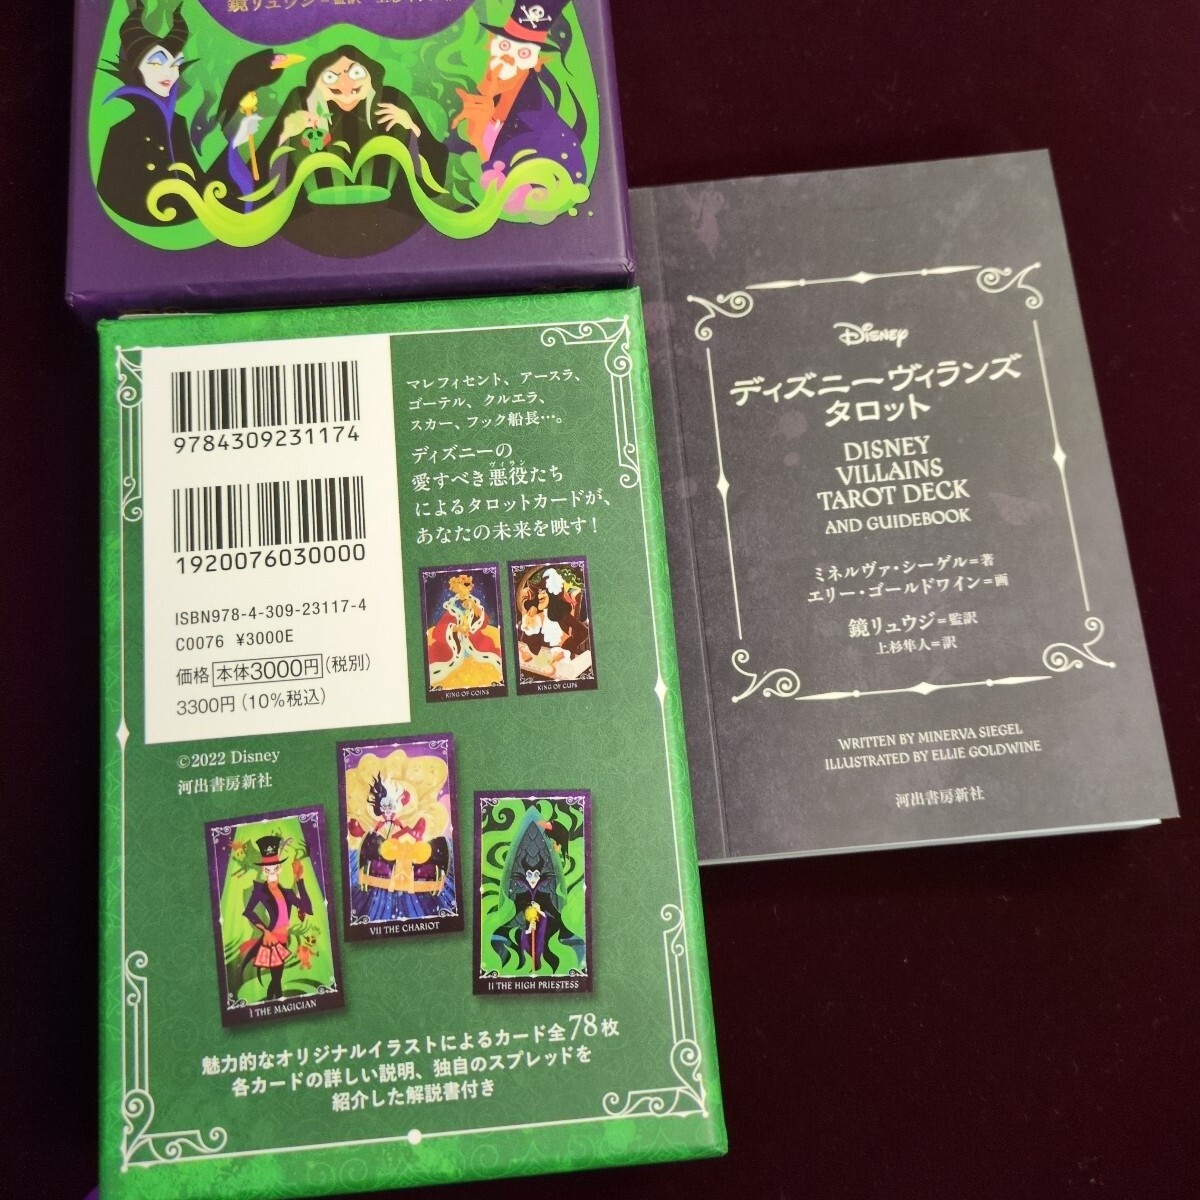 鏡リュウジ=監訳
9784309231174
1920076030000
ISBN978-4-309-23117-4
C0076 ¥3000E
価格 本体3000円(税別)
3300円(10%税込)
©2022 Disney
河出書房新社
マレフィセント、アースラ、
ゴーテル、クルエラ、
スカー、フック船長…。
ディズニーの
愛すべき悪役たち
ヴィラン
によるタロットカードが、
あなたの未来を映す!
KING OF COINS
KING OF CUPS
I THE MAGICIAN
VII THE CHARIOT
II THE HIGH PRIESTESS
魅力的なオリジナルイラストによるカード全78枚
各カードの詳しい説明、独自のスプレッドを
紹介した解説書付き
Disney
ディズニーヴィランズ
タロット
DISNEY
VILLAINS
TAROT DECK
AND GUIDEBOOK
ミネルヴァ・シーゲル=著
エリー・ゴールドワイン=画
鏡リュウジ=監訳
上杉隼人=訳
WRITTEN BY MINERVA SIEGEL
ILLUSTRATED BY ELLIE GOLDWINE
河出書房新社